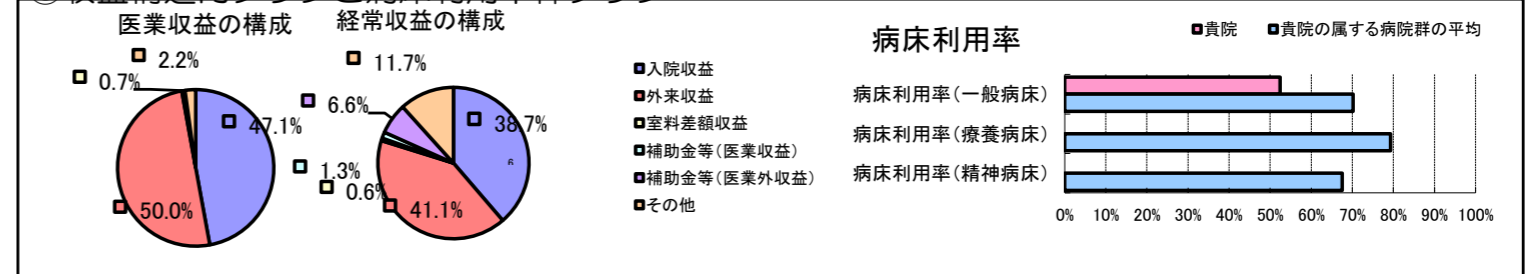 医業収益の構成
2.2%
0.7%
47.1%
50.0%
経常収益の構成
11.7%
6.6%
38.7%
6
1.3%
0.6%
41.1%
入院収益
外来収益
室料差額収益
補助金等(医業収益)
補助金等(医業外収益)
その他
病床利用率
貴院 貴院の属する病院群の平均
病床利用率(一般病床)
病床利用率(療養病床)
病床利用率(精神病床)
0% 10% 20% 30% 40% 50% 60% 70% 80% 90% 100%